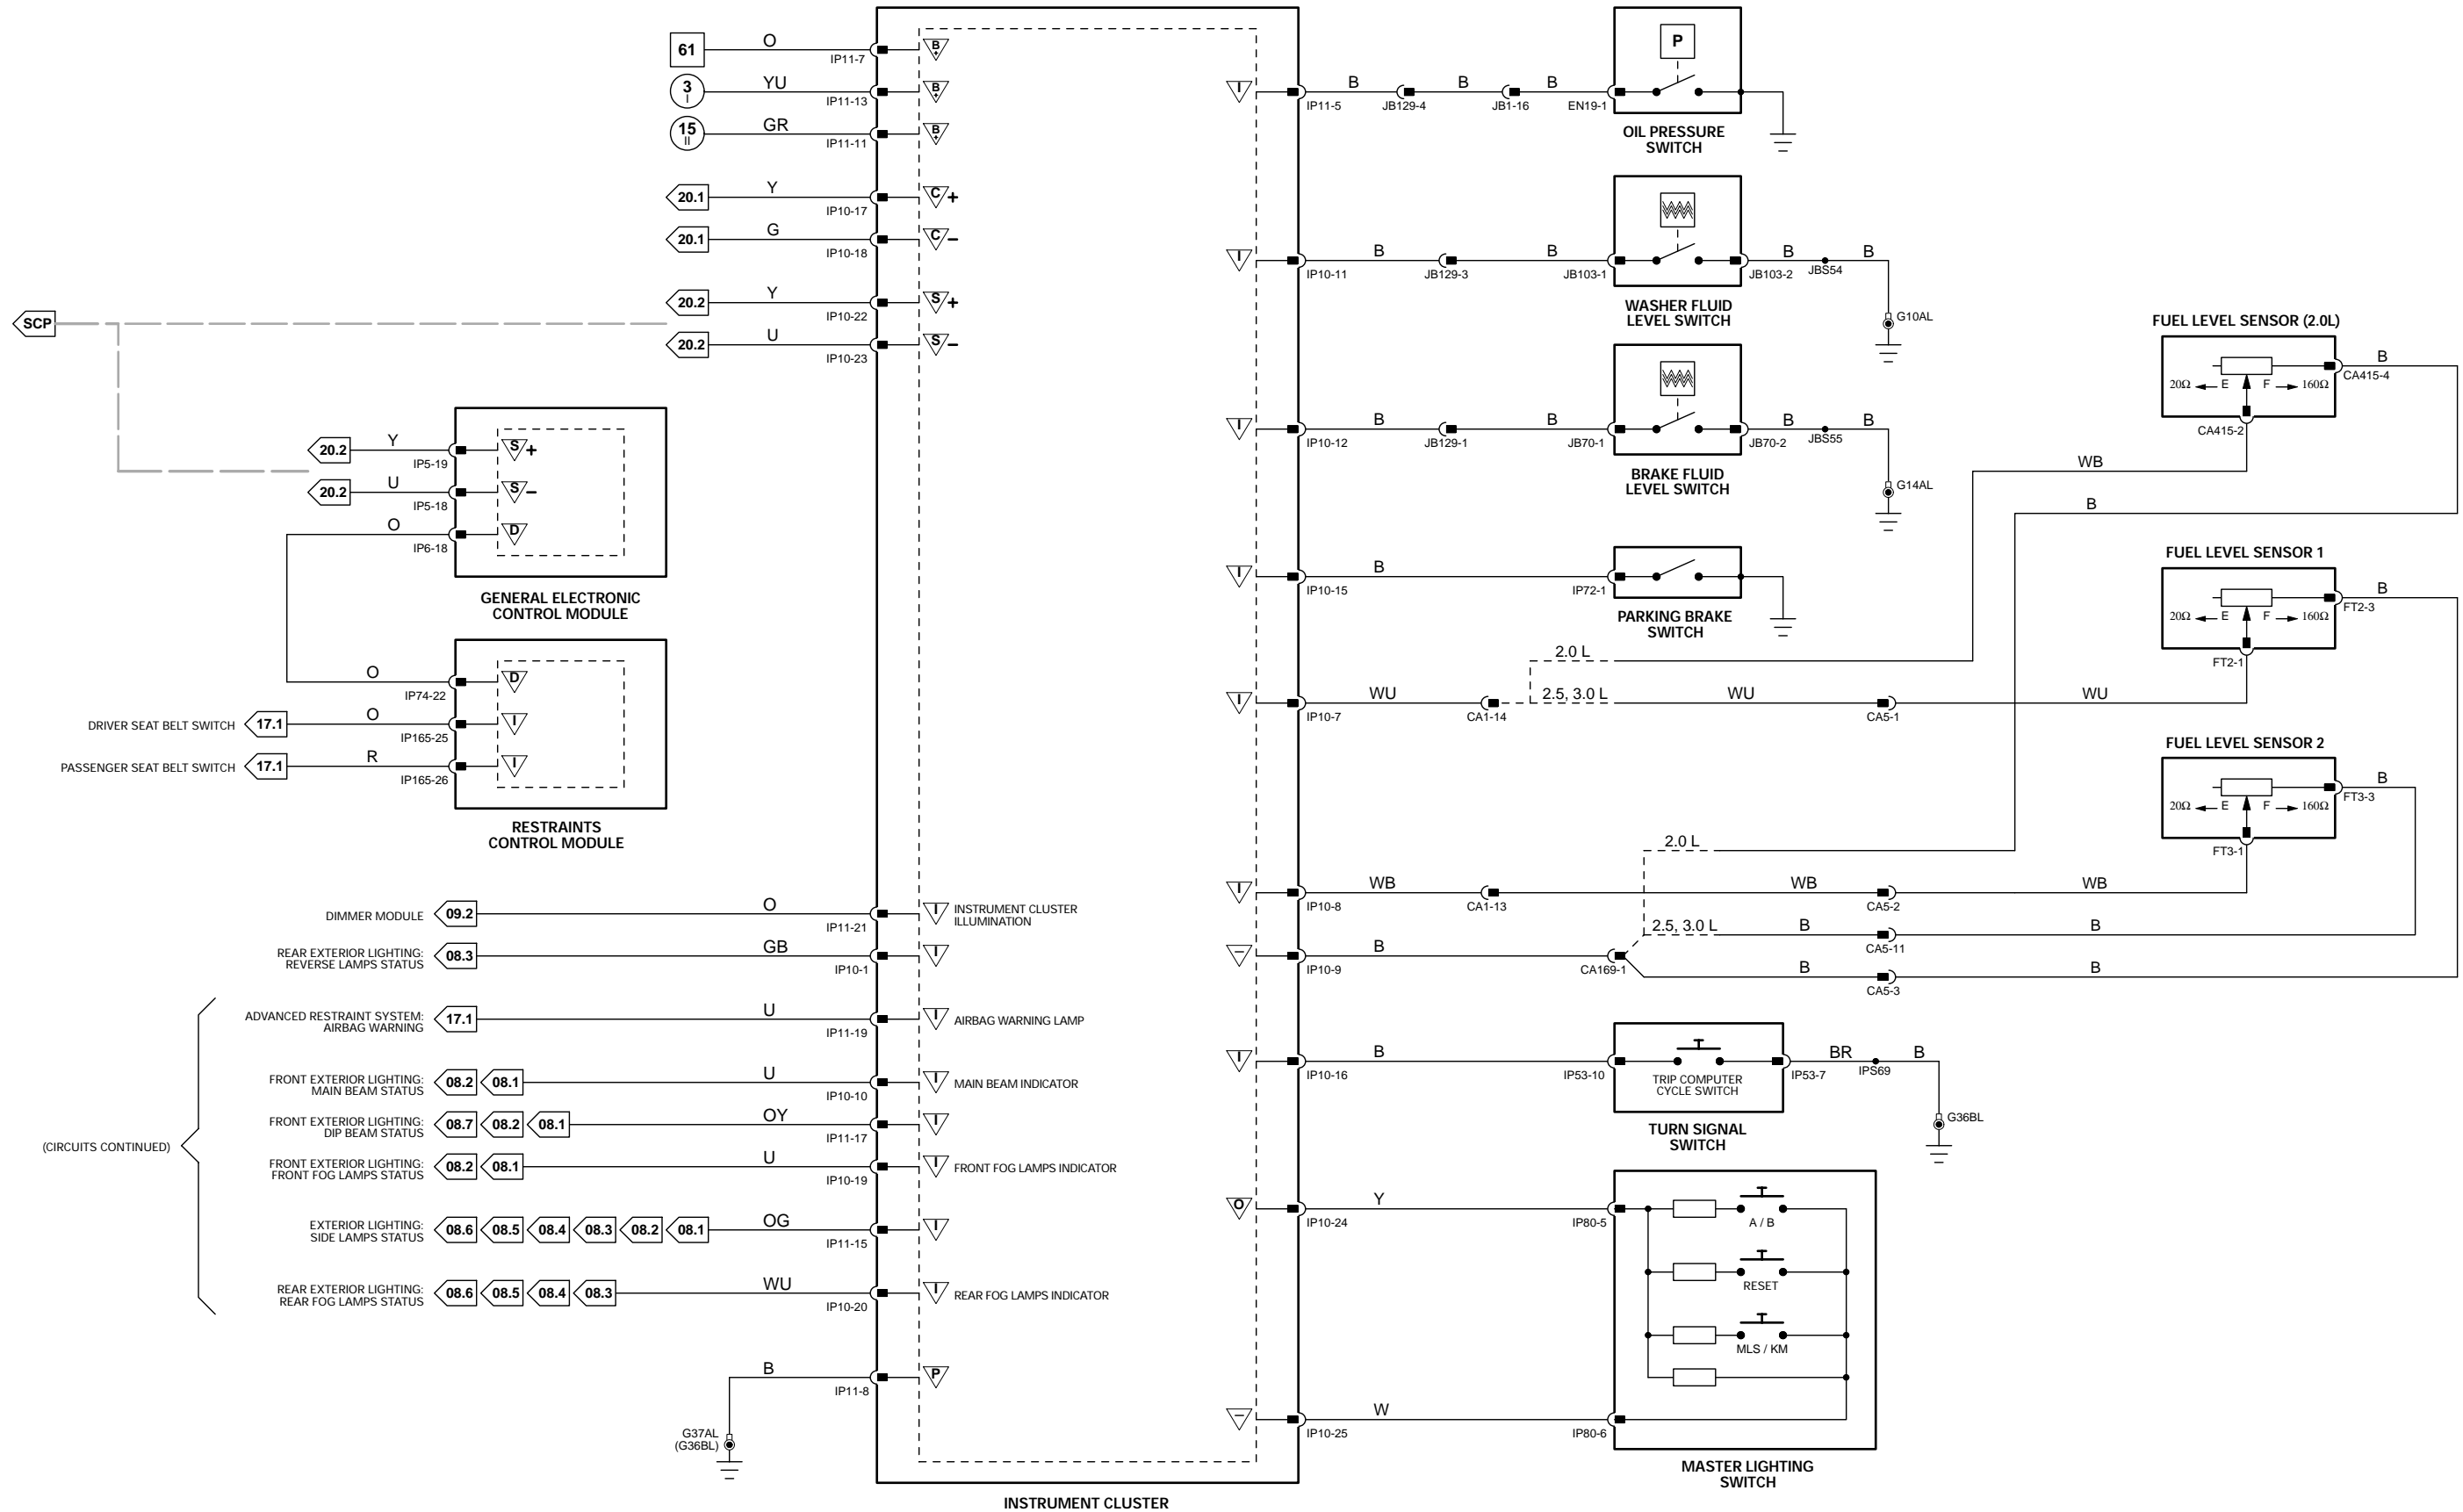 61
O
IP11-7
B+
3
I
YU
IP11-13
B+
15
II
GR
IP11-11
B+
20.1
Y
IP10-17
C +
20.1
G
IP10-18
C –
20.2
Y
IP10-22
S +
20.2
U
IP10-23
S –
SCP
20.2
Y
IP5-19
S +
20.2
U
IP5-18
S –
O
IP6-18
D
GENERAL ELECTRONIC
CONTROL MODULE
O
IP74-22
D
DRIVER SEAT BELT SWITCH
17.1
O
IP165-25
I
PASSENGER SEAT BELT SWITCH
17.1
R
IP165-26
I
RESTRAINTS
CONTROL MODULE
DIMMER MODULE
09.2
O
IP11-21
I
INSTRUMENT CLUSTER
ILLUMINATION
REAR EXTERIOR LIGHTING:
REVERSE LAMPS STATUS
08.3
GB
IP10-1
I
(CIRCUITS CONTINUED)
ADVANCED RESTRAINT SYSTEM:
AIRBAG WARNING
17.1
U
IP11-19
I
AIRBAG WARNING LAMP
FRONT EXTERIOR LIGHTING:
MAIN BEAM STATUS
08.2 08.1
U
IP10-10
I
MAIN BEAM INDICATOR
FRONT EXTERIOR LIGHTING:
DIP BEAM STATUS
08.7 08.2 08.1
OY
IP11-17
I
FRONT EXTERIOR LIGHTING:
FRONT FOG LAMPS STATUS
08.2 08.1
U
IP10-19
I
FRONT FOG LAMPS INDICATOR
EXTERIOR LIGHTING:
SIDE LAMPS STATUS
08.6 08.5 08.4 08.3 08.2 08.1
OG
IP11-15
I
REAR EXTERIOR LIGHTING:
REAR FOG LAMPS STATUS
08.6 08.5 08.4 08.3
WU
IP10-20
I
REAR FOG LAMPS INDICATOR
B
IP11-8
P
G37AL
(G36BL)
INSTRUMENT CLUSTER
I
IP11-5
B
JB129-4
B
JB1-16
B
EN19-1
P
OIL PRESSURE
SWITCH
I
IP10-11
B
JB129-3
B
JB103-1
JB103-2
B
JBS54
B
G10AL
WASHER FLUID
LEVEL SWITCH
I
IP10-12
B
JB129-1
B
JB70-1
JB70-2
B
JBS55
B
G14AL
BRAKE FLUID
LEVEL SWITCH
I
IP10-15
B
IP72-1
PARKING BRAKE
SWITCH
FUEL LEVEL SENSOR (2.0L)
20Ω E F 160Ω
B
CA415-4
CA415-2
WB
B
FUEL LEVEL SENSOR 1
20Ω E F 160Ω
B
FT2-3
FT2-1
2.0 L
I
IP10-7
WU
CA1-14
2.5, 3.0 L
WU
CA5-1
WU
FUEL LEVEL SENSOR 2
20Ω E F 160Ω
B
FT3-3
FT3-1
2.0 L
I
IP10-8
WB
CA1-13
WB
CA5-2
WB
2.5, 3.0 L
B
CA5-11
B
–
IP10-9
B
CA169-1
B
CA5-3
B
I
IP10-16
B
IP53-10
TRIP COMPUTER
CYCLE SWITCH
IP53-7
BR
IPS69
B
G36BL
TURN SIGNAL
SWITCH
O
IP10-24
Y
IP80-5
A / B
RESET
MLS / KM
–
IP10-25
W
IP80-6
MASTER LIGHTING
SWITCH